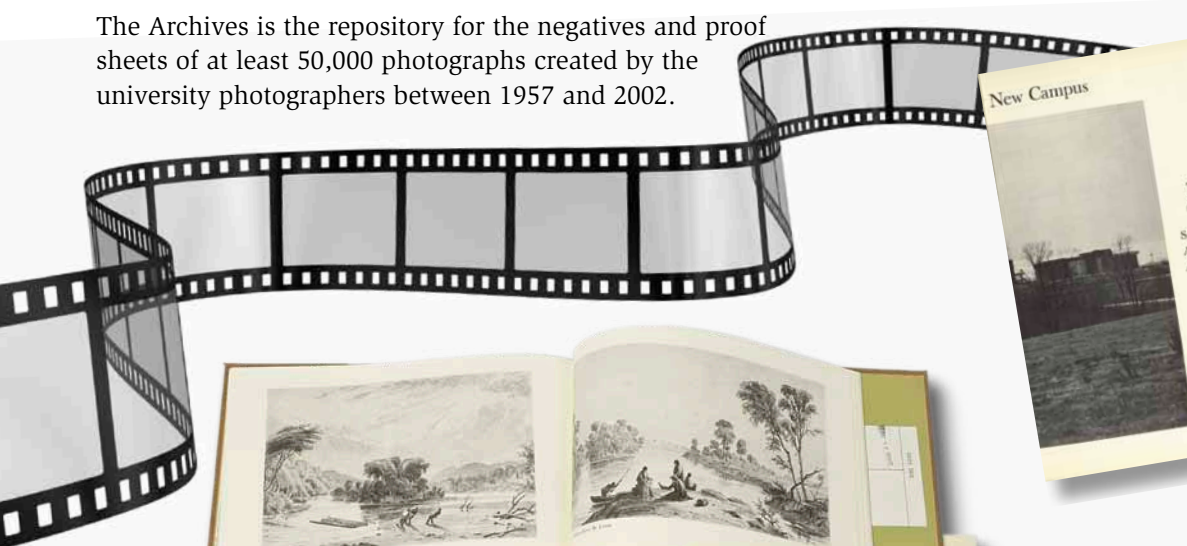 The Archives is the repository for the negatives and proof
sheets of at least 50,000 photographs created by the
university photographers between 1957 and 2002.
New Campus